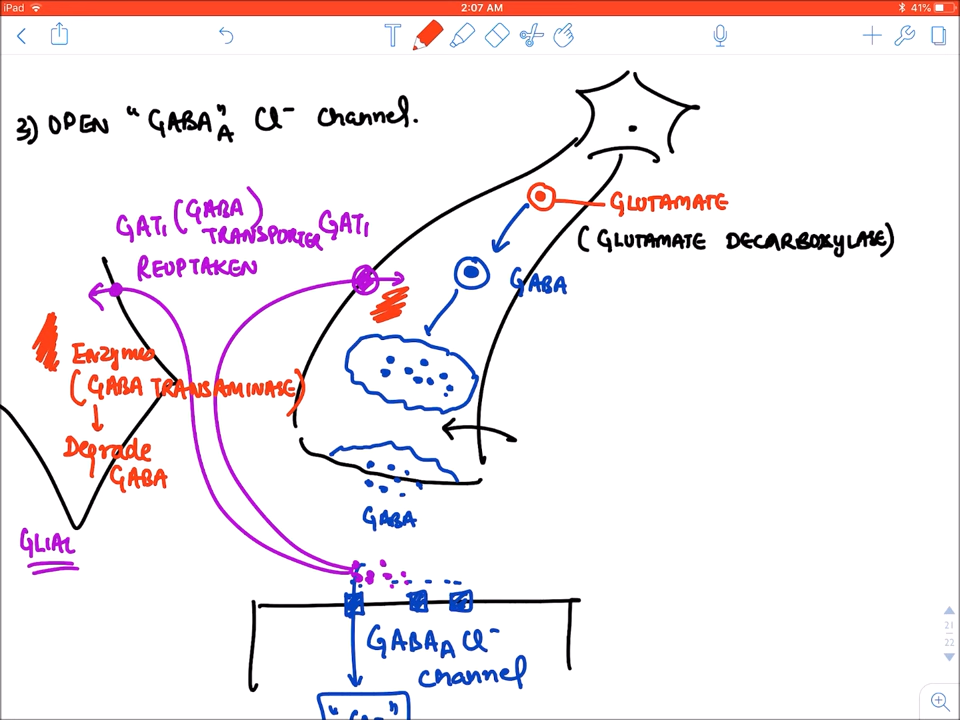 iPad
2:07 AM
41%
T
3) OPEN "GABA"A Cl- channel.
GLUTAMATE
(GLUTAMATE DECARBOXYLASE)
GAT1 (GABA TRANSPORTER) GAT1
REUPTAKEN
GABA
Enzymes
(GABA TRANSAMINASE)
Degrade
GABA
GABA
GLIAL
GABAA Cl-
channel
21
22